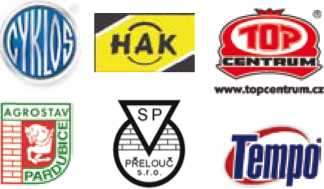 CYKLOS
HAK
TOP
CENTRUM
®
www.topcentrum.cz
AGROSTAV
PARDUBICE
SP
PŘELOUČ
s.r.o.
Tempo®